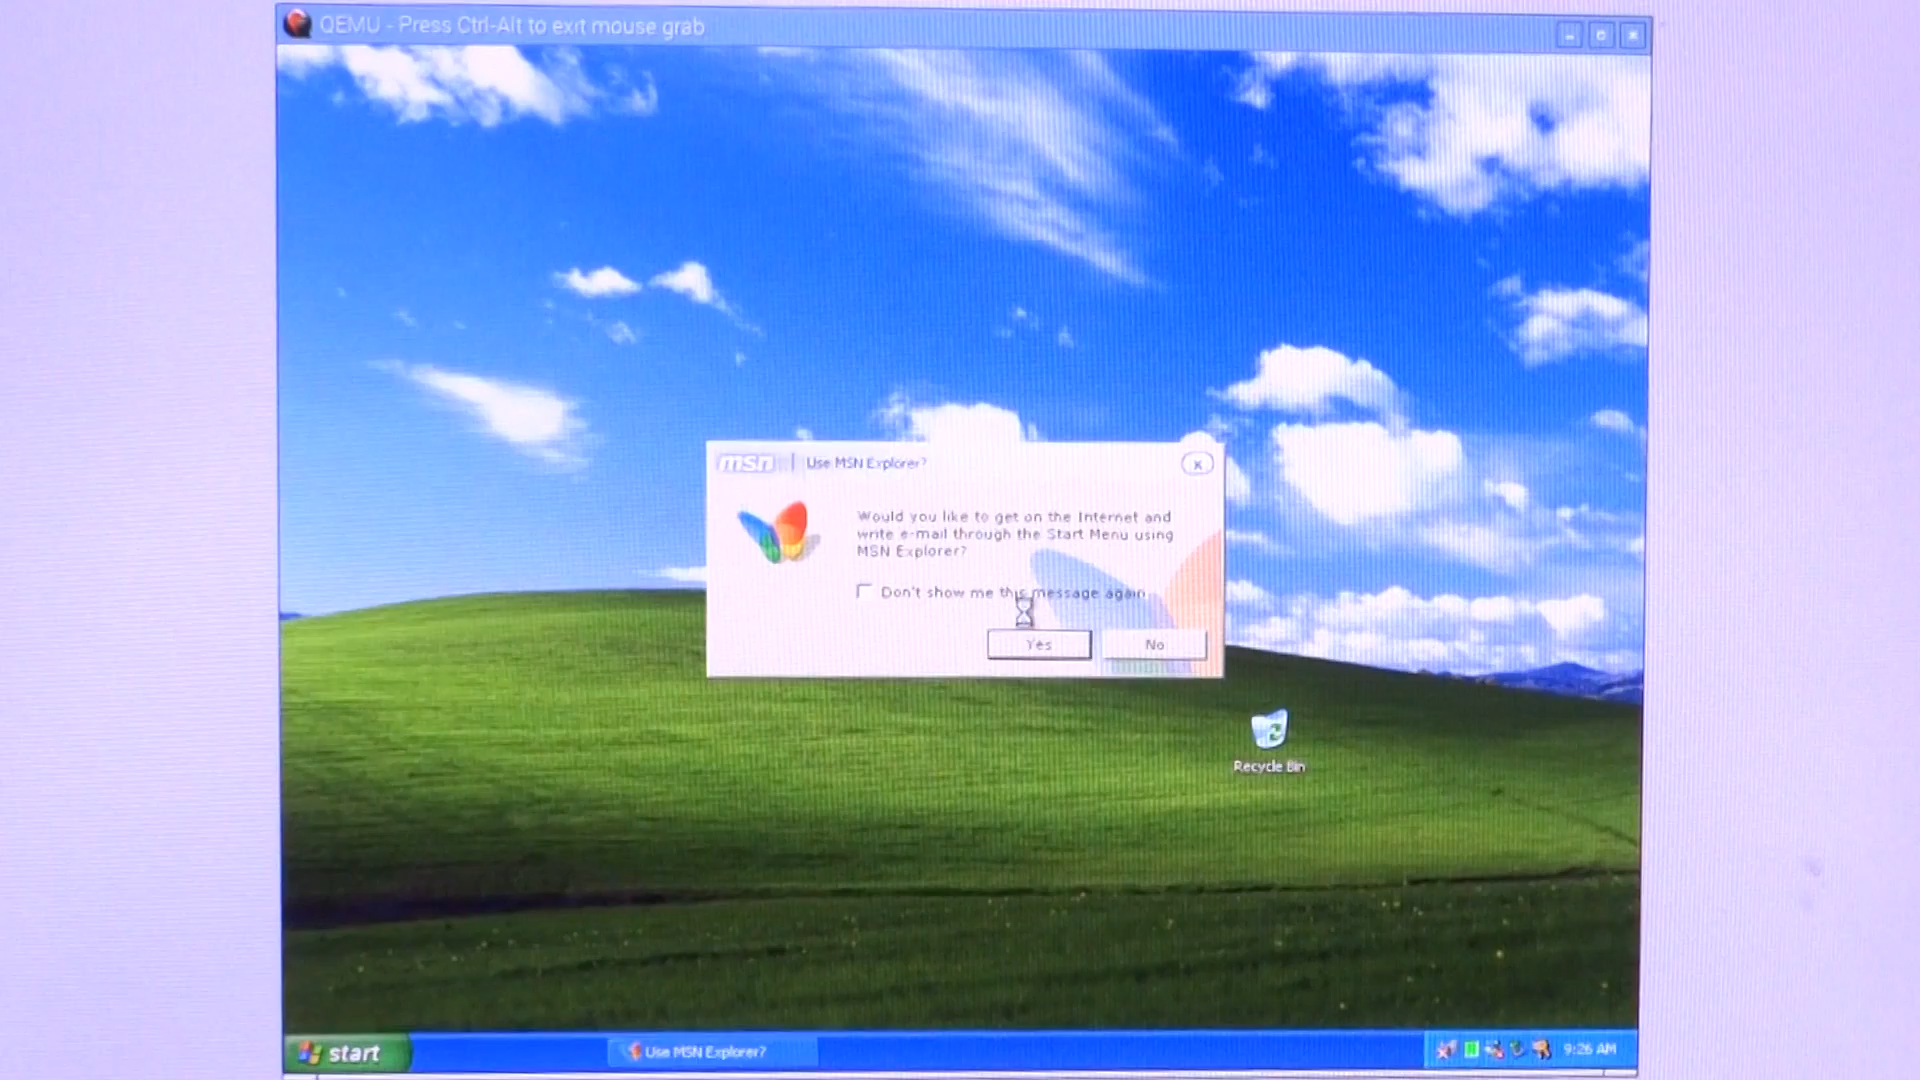 QEMU - Press Ctrl-Alt to exit mouse grab
msn | Use MSN Explorer?
Would you like to get on the Internet and
write e-mail through the Start Menu using
MSN Explorer?
Don't show me this message again
Yes
No
Recycle Bin
start
Use MSN Explorer?
9:26 AM